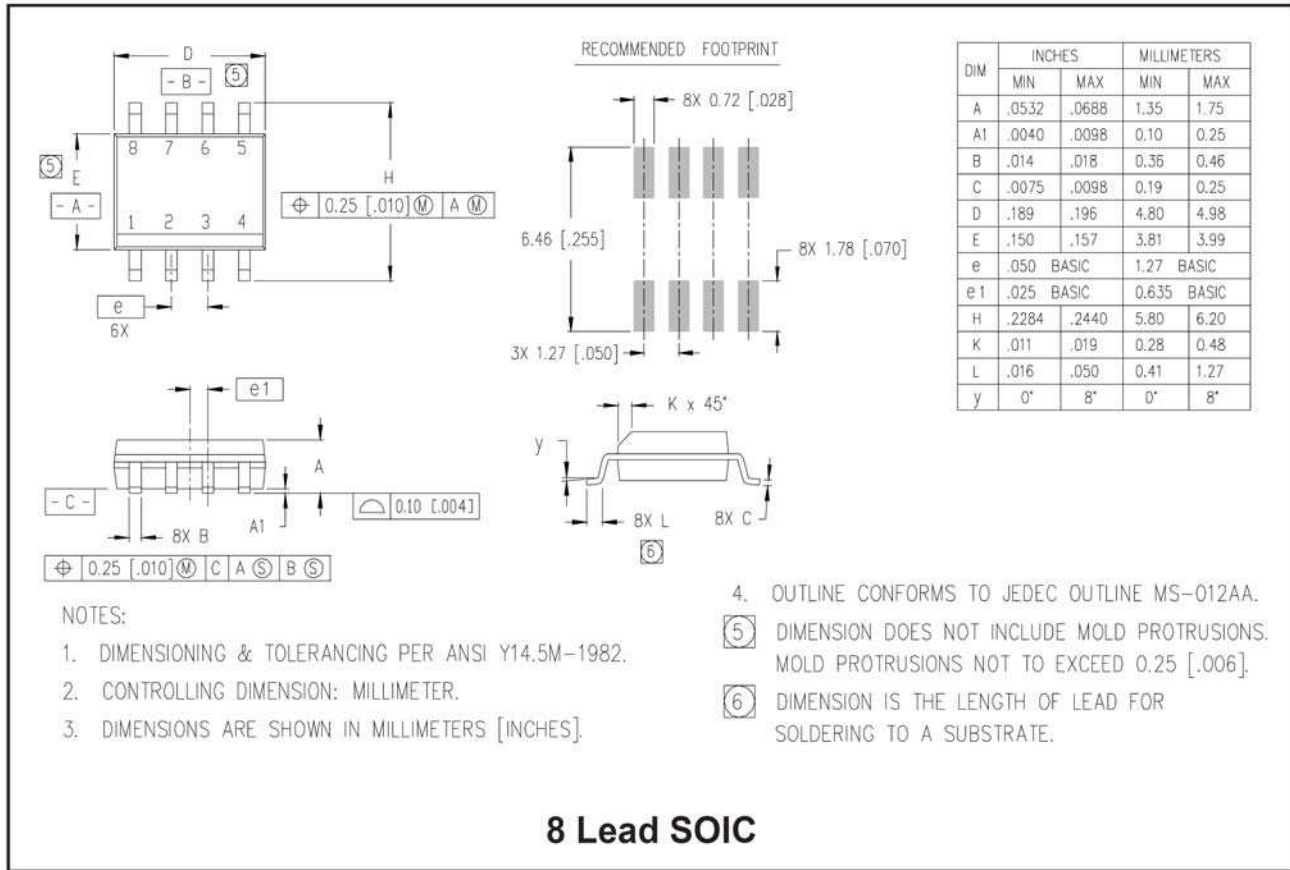 D
- B -
5
8 7 6 5
5
E
H
- A -
⌖ 0.25 [.010] Ⓜ A Ⓜ
1 2 3 4
e
6X
RECOMMENDED FOOTPRINT
8X 0.72 [.028]
6.46 [.255]
8X 1.78 [.070]
3X 1.27 [.050]
DIM INCHES MILLIMETERS
MIN MAX MIN MAX
A .0532 .0688 1.35 1.75
A1 .0040 .0098 0.10 0.25
B .014 .018 0.36 0.46
C .0075 .0098 0.19 0.25
D .189 .196 4.80 4.98
E .150 .157 3.81 3.99
e .050 BASIC 1.27 BASIC
e1 .025 BASIC 0.635 BASIC
H .2284 .2440 5.80 6.20
K .011 .019 0.28 0.48
L .016 .050 0.41 1.27
y 0° 8° 0° 8°
e1
A
- C -
A1
8X B
⌓ 0.10 [.004]
⌖ 0.25 [.010] Ⓜ C A Ⓢ B Ⓢ
K x 45°
y
8X L
8X C
6
NOTES:
1. DIMENSIONING & TOLERANCING PER ANSI Y14.5M-1982.
2. CONTROLLING DIMENSION: MILLIMETER.
3. DIMENSIONS ARE SHOWN IN MILLIMETERS [INCHES].
4. OUTLINE CONFORMS TO JEDEC OUTLINE MS-012AA.
5 DIMENSION DOES NOT INCLUDE MOLD PROTRUSIONS.
MOLD PROTRUSIONS NOT TO EXCEED 0.25 [.006].
6 DIMENSION IS THE LENGTH OF LEAD FOR
SOLDERING TO A SUBSTRATE.
8 Lead SOIC